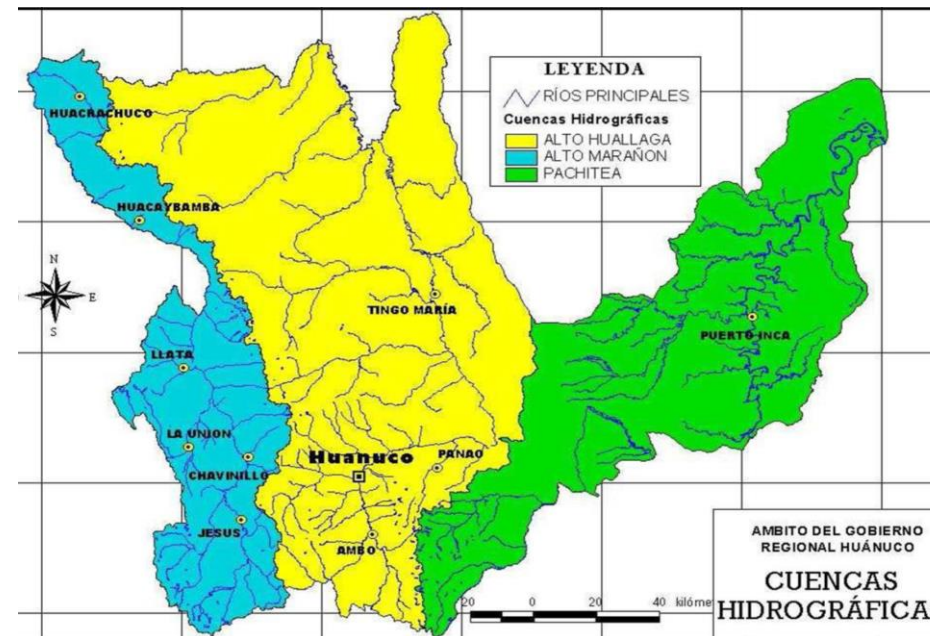 LEYENDA
RÍOS PRINCIPALES
Cuencas Hidrográficas
ALTO HUALLAGA
ALTO MARAÑON
PACHITEA
HUACRACHUCO
HUACAYBAMBA
N
E
S
TINGO MARÍA
PUERTO INCA
LLATA
LA UNION
Huanuco
PANAO
CHAVINILLO
JESUS
AMBO
AMBITO DEL GOBIERNO
REGIONAL HUÁNUCO
CUENCAS
HIDROGRÁFICA
20 0 20 40 kilóme